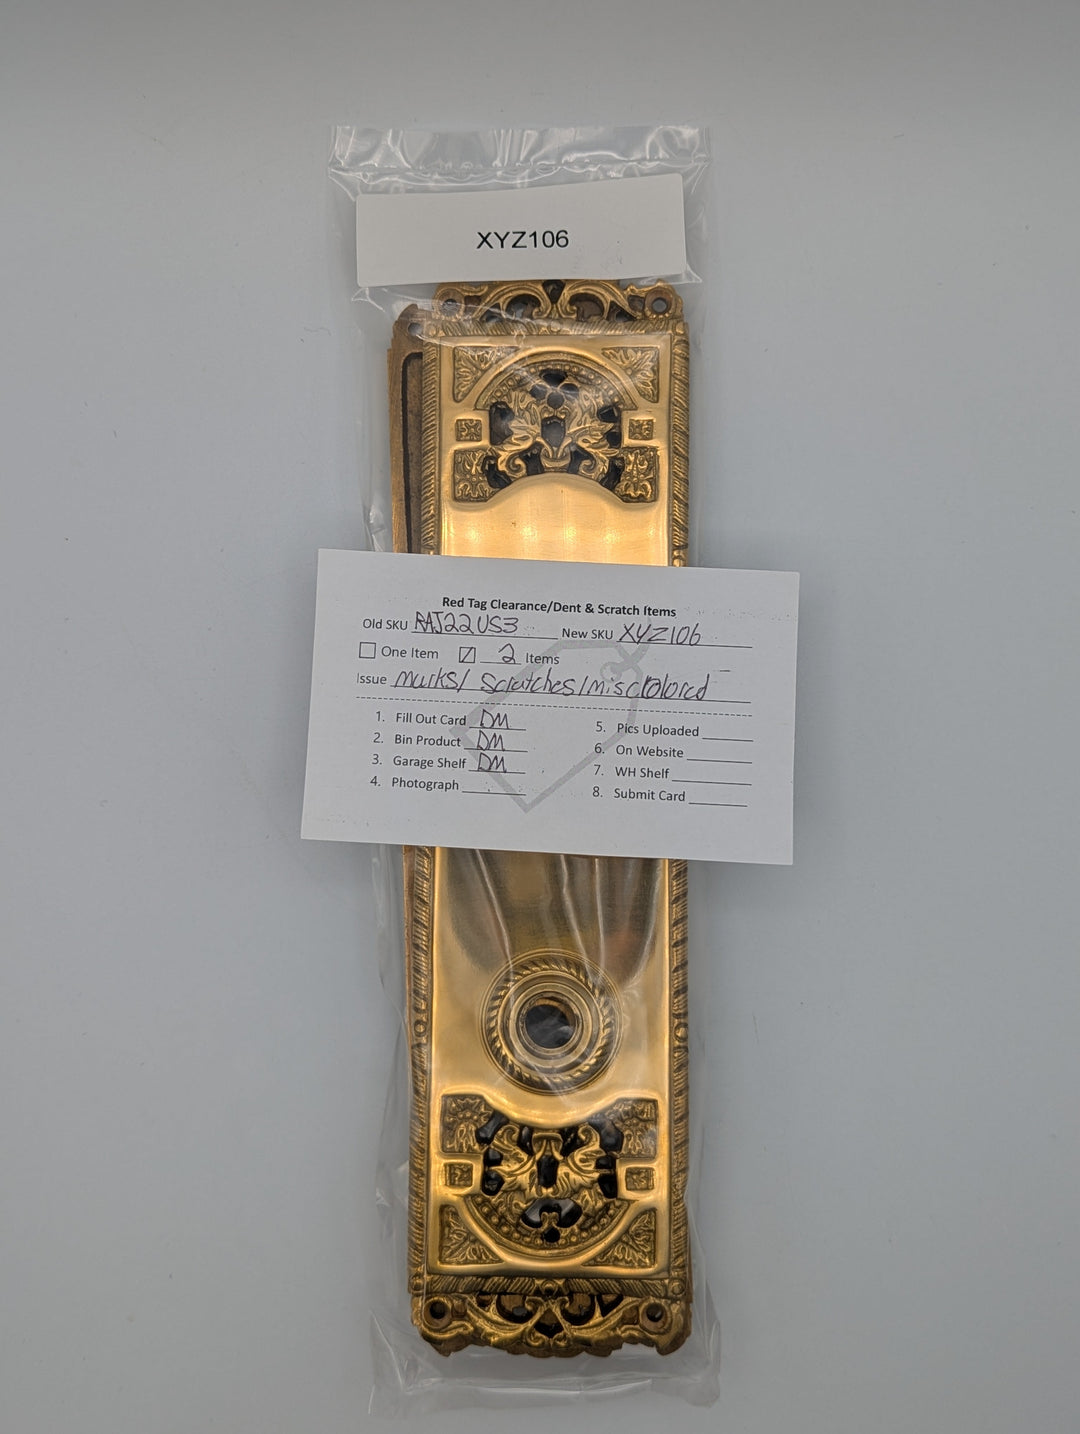 XYZ106
Red Tag Clearance/Dent & Scratch Items
Old SKU RAJ22US3 New SKU XYZ106
One Item 2 Items
Issue Marks/ Scratches/Miscolored
1. Fill Out Card DM
2. Bin Product DM
3. Garage Shelf DM
4. Photograph
5. Pics Uploaded
6. On Website
7. WH Shelf
8. Submit Card